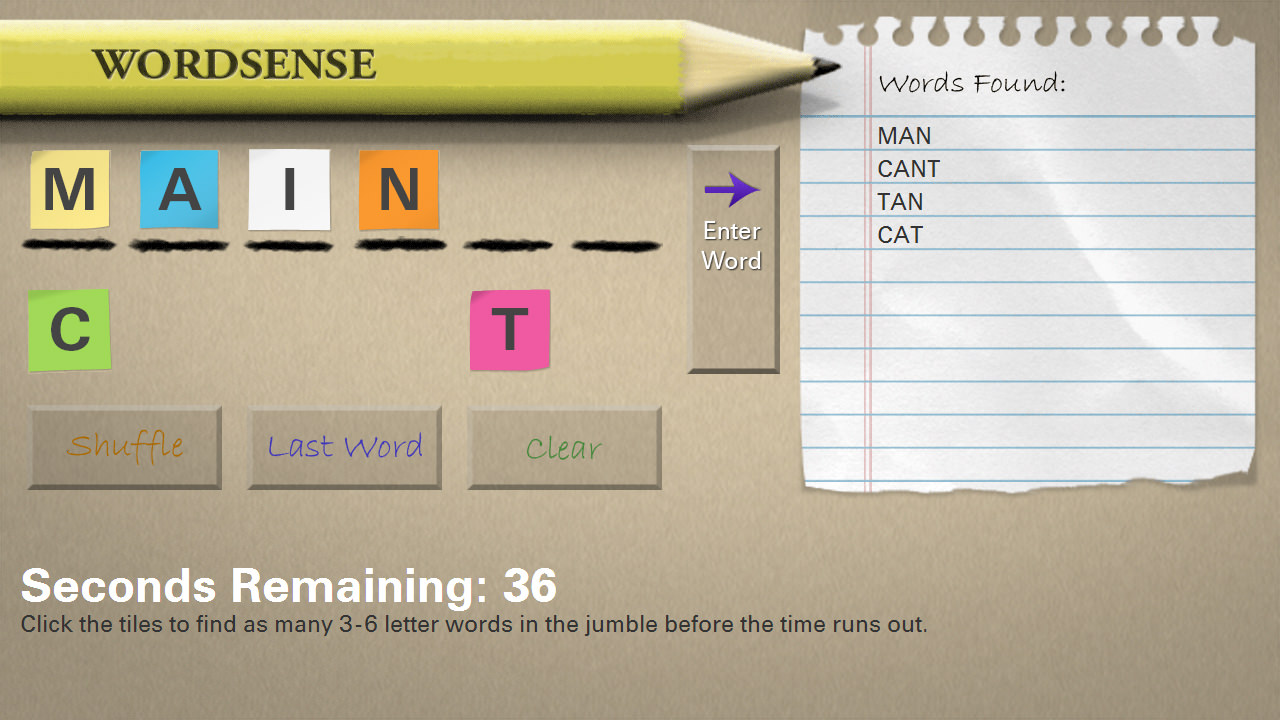 WORDSENSE
Words Found:
MAN
CANT
TAN
CAT
M A I N
Enter
Word
C T
Shuffle
Last Word
Clear
Seconds Remaining: 36
Click the tiles to find as many 3-6 letter words in the jumble before the time runs out.